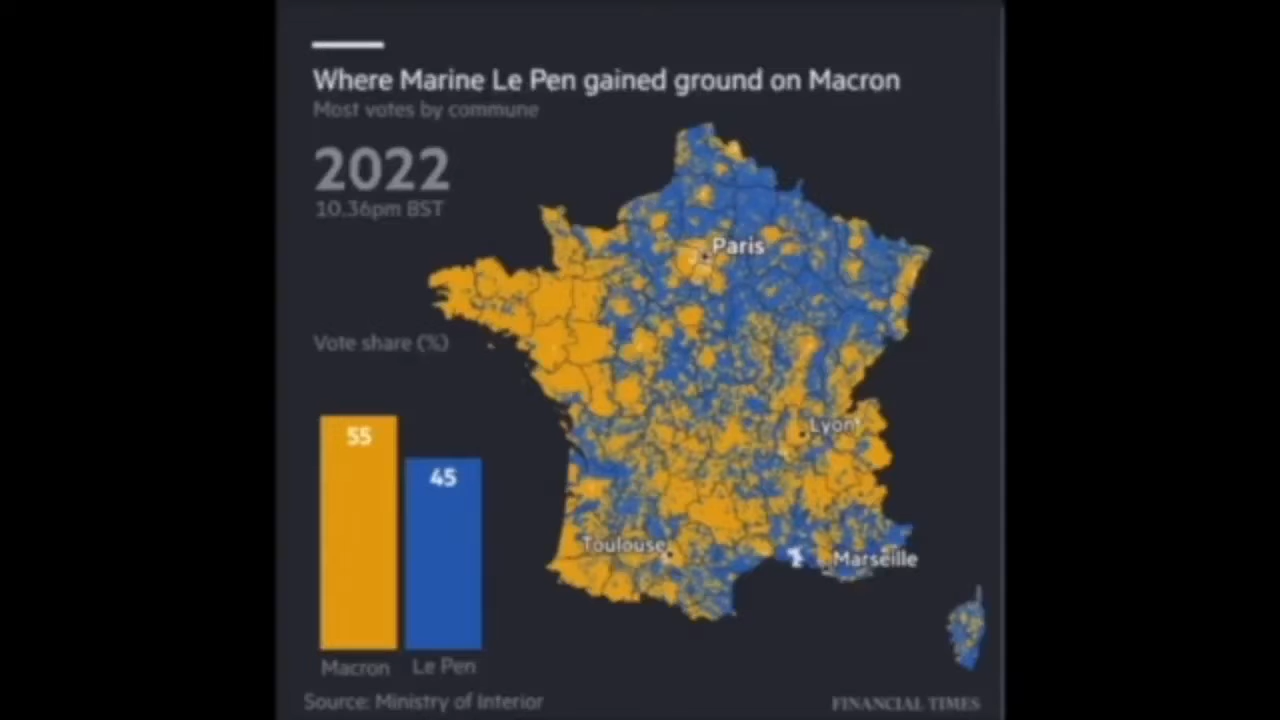 Where Marine Le Pen gained ground on Macron
Most votes by commune
2022
10.36pm BST
Paris
Vote share (%)
55
45
Lyon
Toulouse
Marseille
Macron
Le Pen
Source: Ministry of Interior
FINANCIAL TIMES